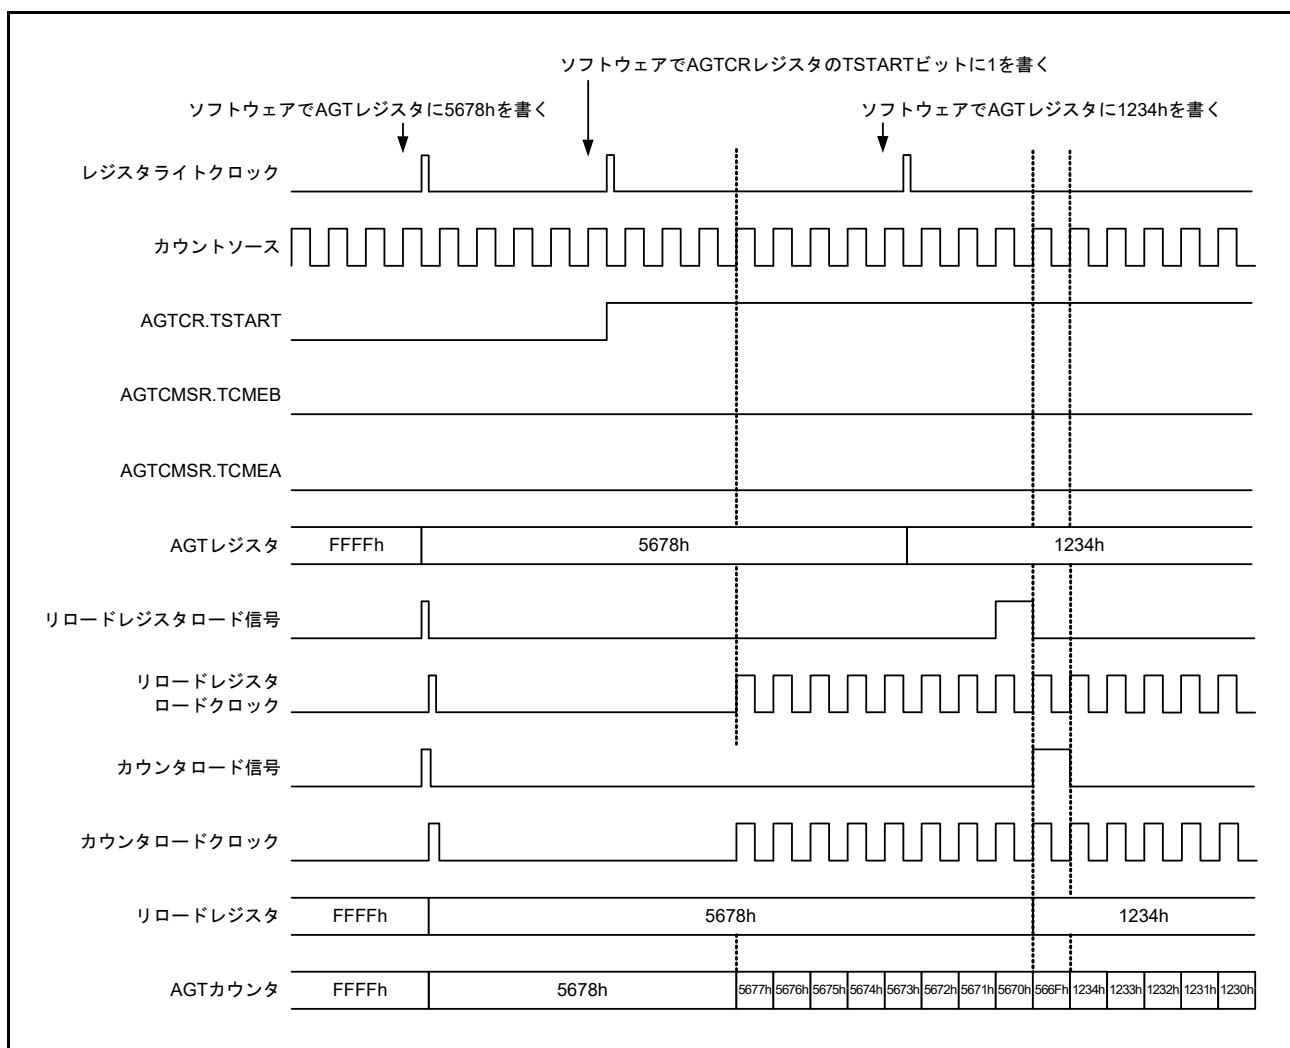 ソフトウェアでAGTCRレジスタのTSTARTビットに1を書く
ソフトウェアでAGTレジスタに5678hを書く
ソフトウェアでAGTレジスタに1234hを書く
レジスタライトクロック
カウントソース
AGTCR.TSTART
AGTCMSR.TCMEB
AGTCMSR.TCMEA
AGTレジスタ FFFFh 5678h 1234h
リロードレジスタロード信号
リロードレジスタ
ロードクロック
カウンタロード信号
カウンタロードクロック
リロードレジスタ FFFFh 5678h 1234h
AGTカウンタ FFFFh 5678h 5677h 5676h 5675h 5674h 5673h 5672h 5671h 5670h 566Fh 1234h 1233h 1232h 1231h 1230h